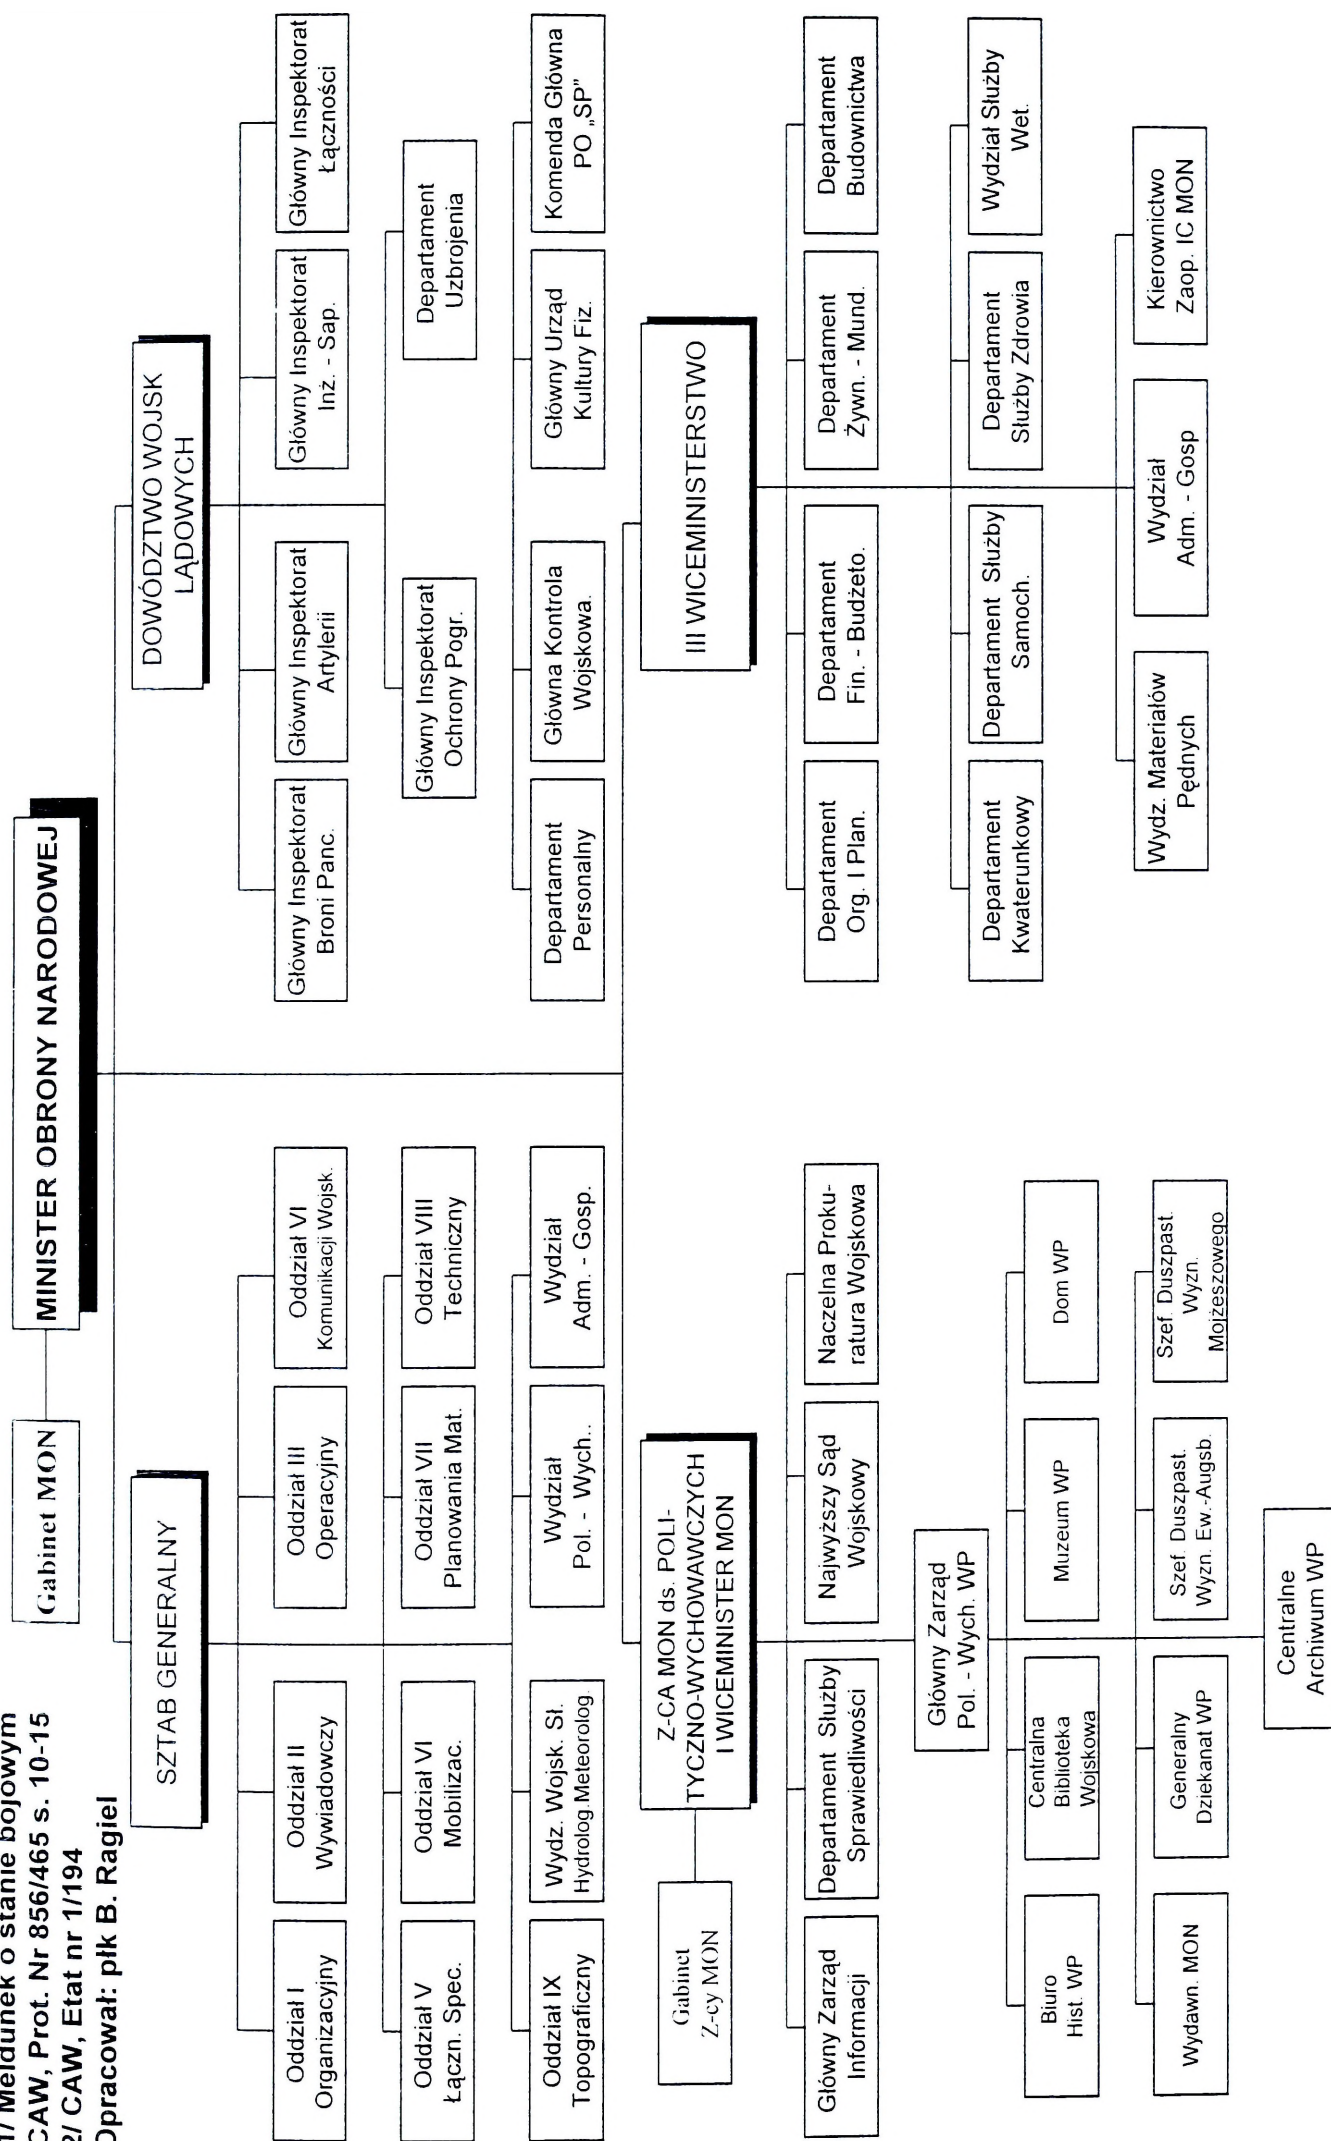 1/ Meldunek o stanie bojowym
CAW, Prot. Nr 856/465 s. 10-15
2/ CAW, Etat nr 1/194
Opracował: płk B. Ragiel
Gabinet MON
MINISTER OBRONY NARODOWEJ
SZTAB GENERALNY
Oddział I
Organizacyjny
Oddział II
Wywiadowczy
Oddział III
Operacyjny
Oddział VI
Komunikacji Wojsk.
Oddział V
Łączn. Spec.
Oddział VI
Mobilizac.
Oddział VII
Planowania Mat.
Oddział VIII
Techniczny
Oddział IX
Topograficzny
Wydz. Wojsk. Sł.
Hydrolog.Meteorolog.
Wydział
Pol. - Wych..
Wydział
Adm. - Gosp.
DOWÓDZTWO WOJSK
LĄDOWYCH
Główny Inspektorat
Broni Panc.
Główny Inspektorat
Artylerii
Główny Inspektorat
Inż. - Sap.
Główny Inspektorat
Łączności
Główny Inspektorat
Ochrony Pogr.
Departament
Uzbrojenia
Departament
Personalny
Główna Kontrola
Wojskowa.
Główny Urząd
Kultury Fiz.
Komenda Główna
PO „SP”
Gabinet
Z-cy MON
Z-CA MON ds. POLI-
TYCZNO-WYCHOWAWCZYCH
I WICEMINISTER MON
Główny Zarząd
Informacji
Departament Służby
Sprawiedliwości
Najwyższy Sąd
Wojskowy
Naczelna Proku-
ratura Wojskowa
Główny Zarząd
Pol. - Wych. WP
Biuro
Hist. WP
Centralna
Biblioteka
Wojskowa
Muzeum WP
Dom WP
Wydawn. MON
Generalny
Dziekanat WP
Szef. Duszpast.
Wyzn. Ew.-Augsb.
Szef. Duszpast.
Wyzn.
Mojżeszowego
Centralne
Archiwum WP
III WICEMINISTERSTWO
Departament
Org. I Plan.
Departament
Fin. - Budżeto.
Departament
Żywn. - Mund.
Departament
Budownictwa
Departament
Kwaterunkowy
Departament Służby
Samoch.
Departament
Służby Zdrowia
Wydział Służby
Wet.
Wydz. Materiałów
Pędnych
Wydział
Adm. - Gosp
Kierownictwo
Zaop. IC MON